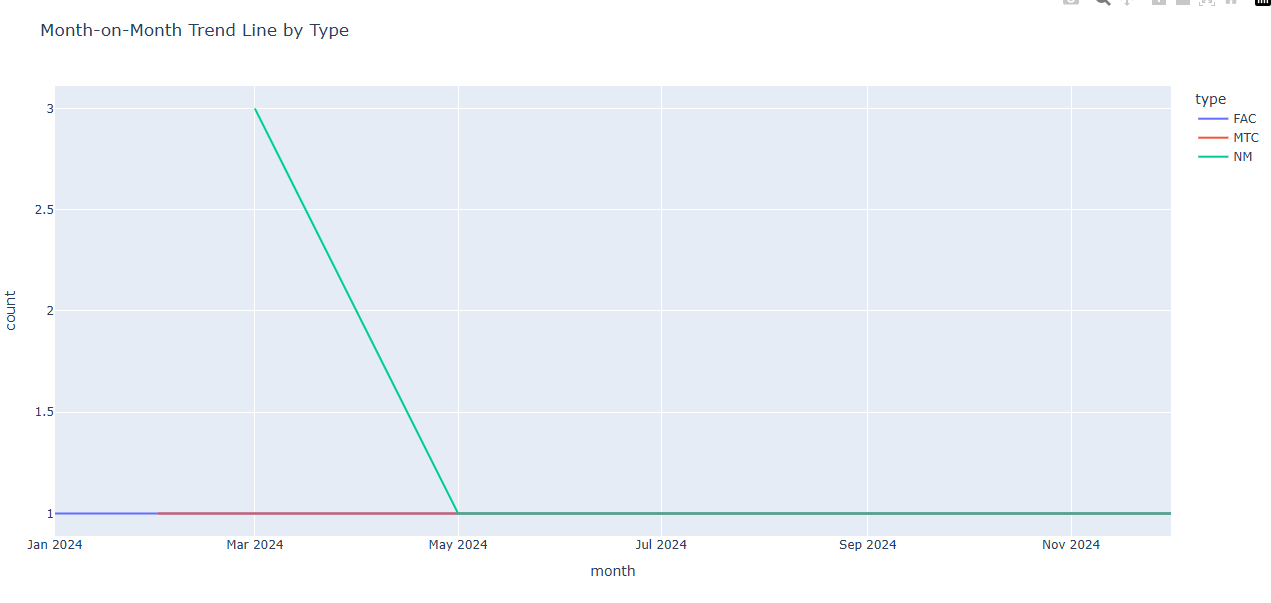 Month-on-Month Trend Line by Type
type
FAC
MTC
NM
3
2.5
2
1.5
1
count
Jan 2024
Mar 2024
May 2024
Jul 2024
Sep 2024
Nov 2024
month